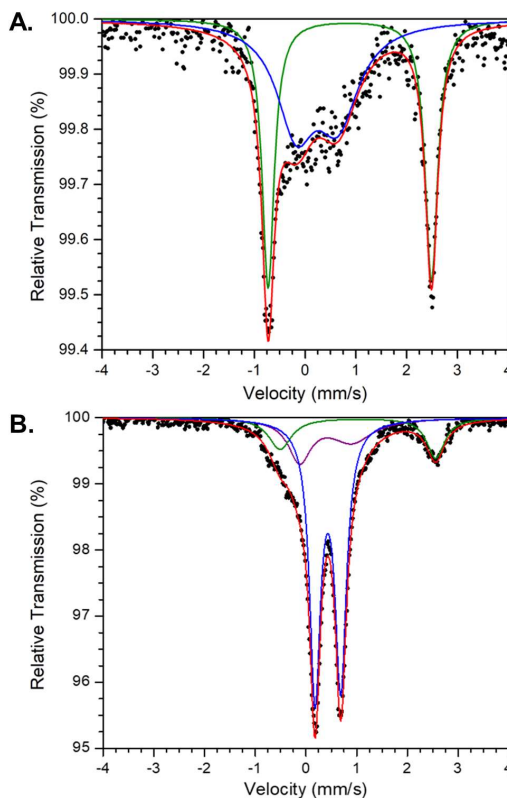 A.
100.0
99.9
99.8
99.7
99.6
99.5
99.4
Relative Transmission (%)
-4 -3 -2 -1 0 1 2 3 4
Velocity (mm/s)
B.
100
99
98
97
96
95
Relative Transmission (%)
-4 -3 -2 -1 0 1 2 3 4
Velocity (mm/s)